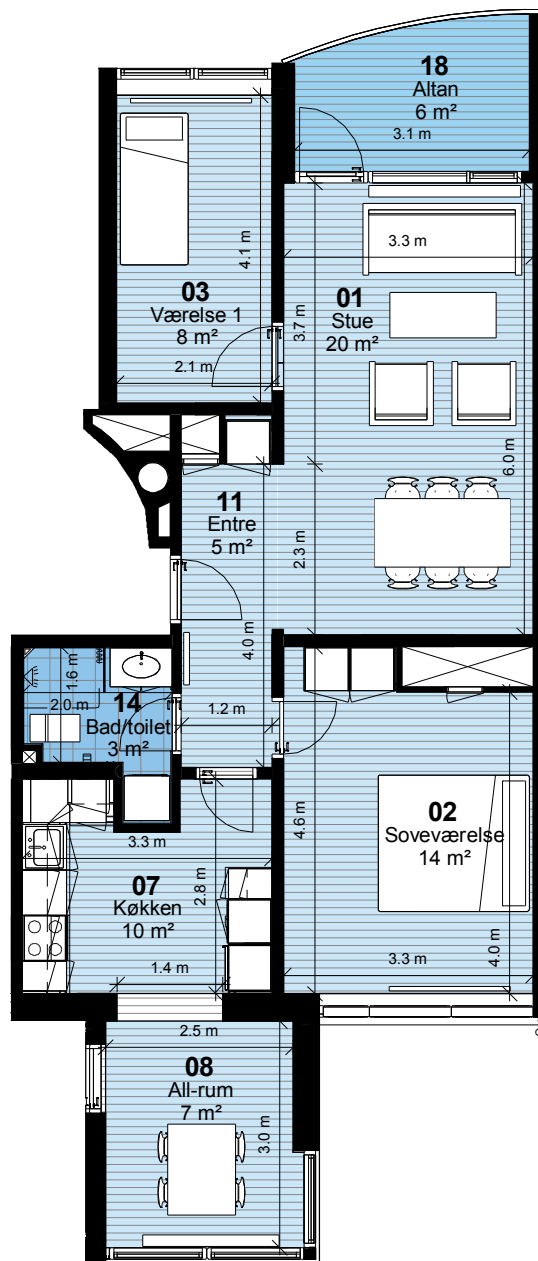 18
Altan
6 m²
3.1 m
3.3 m
4.1 m
03
Værelse 1
8 m²
2.1 m
01
Stue
20 m²
3.7 m
6.0 m
11
Entre
5 m²
2.3 m
4.0 m
1.6 m
2.0 m
14
Bad/toilet
3 m²
1.2 m
4.6 m
02
Soveværelse
14 m²
3.3 m
2.8 m
07
Køkken
10 m²
1.4 m
3.3 m
4.0 m
2.5 m
08
All-rum
7 m²
3.0 m